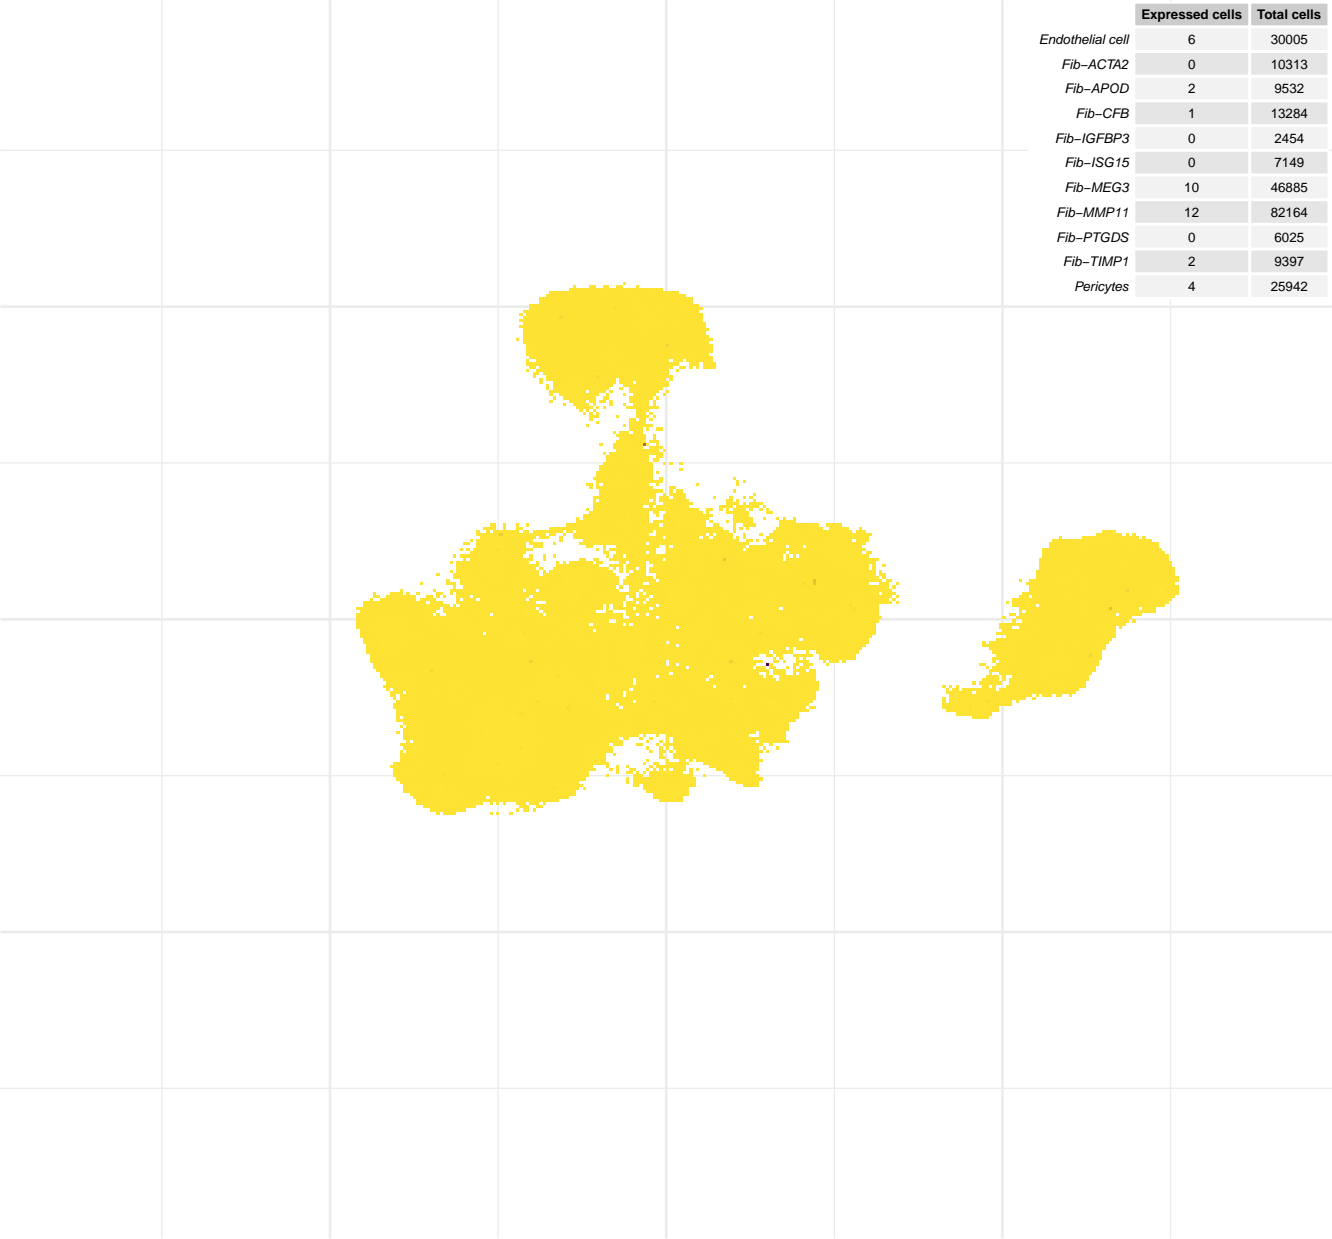 Expressed cells Total cells
Endothelial cell 6 30005
Fib−ACTA2 0 10313
Fib−APOD 2 9532
Fib−CFB 1 13284
Fib−IGFBP3 0 2454
Fib−ISG15 0 7149
Fib−MEG3 10 46885
Fib−MMP11 12 82164
Fib−PTGDS 0 6025
Fib−TIMP1 2 9397
Pericytes 4 25942